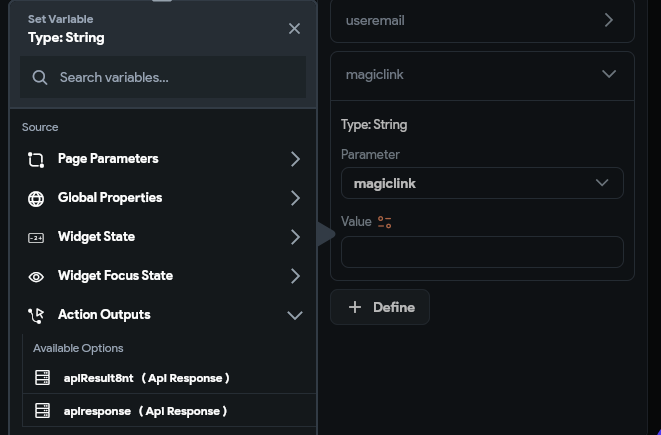 Set Variable
Type: String
Search variables...
Source
Page Parameters
Global Properties
Widget State
Widget Focus State
Action Outputs
Available Options
apiResult8nt ( Api Response )
apiresponse ( Api Response )
useremail
magiclink
Type: String
Parameter
magiclink
Value
+ Define